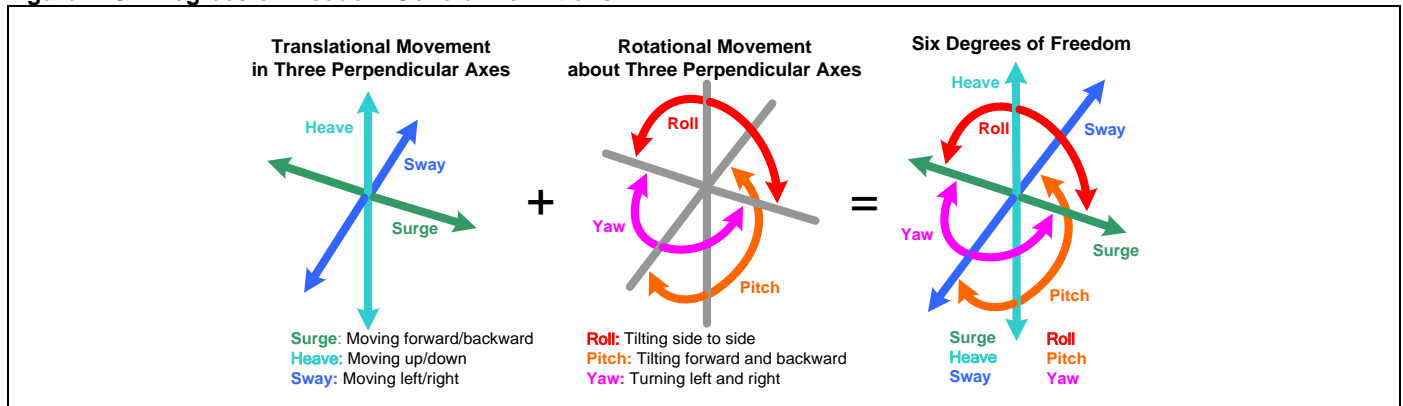 Translational Movement
in Three Perpendicular Axes
Heave
Sway
Surge
Surge: Moving forward/backward
Heave: Moving up/down
Sway: Moving left/right
+
Rotational Movement
about Three Perpendicular Axes
Roll
Yaw
Pitch
Roll: Tilting side to side
Pitch: Tilting forward and backward
Yaw: Turning left and right
=
Six Degrees of Freedom
Heave
Roll
Sway
Yaw
Surge
Pitch
Surge Roll
Heave Pitch
Sway Yaw